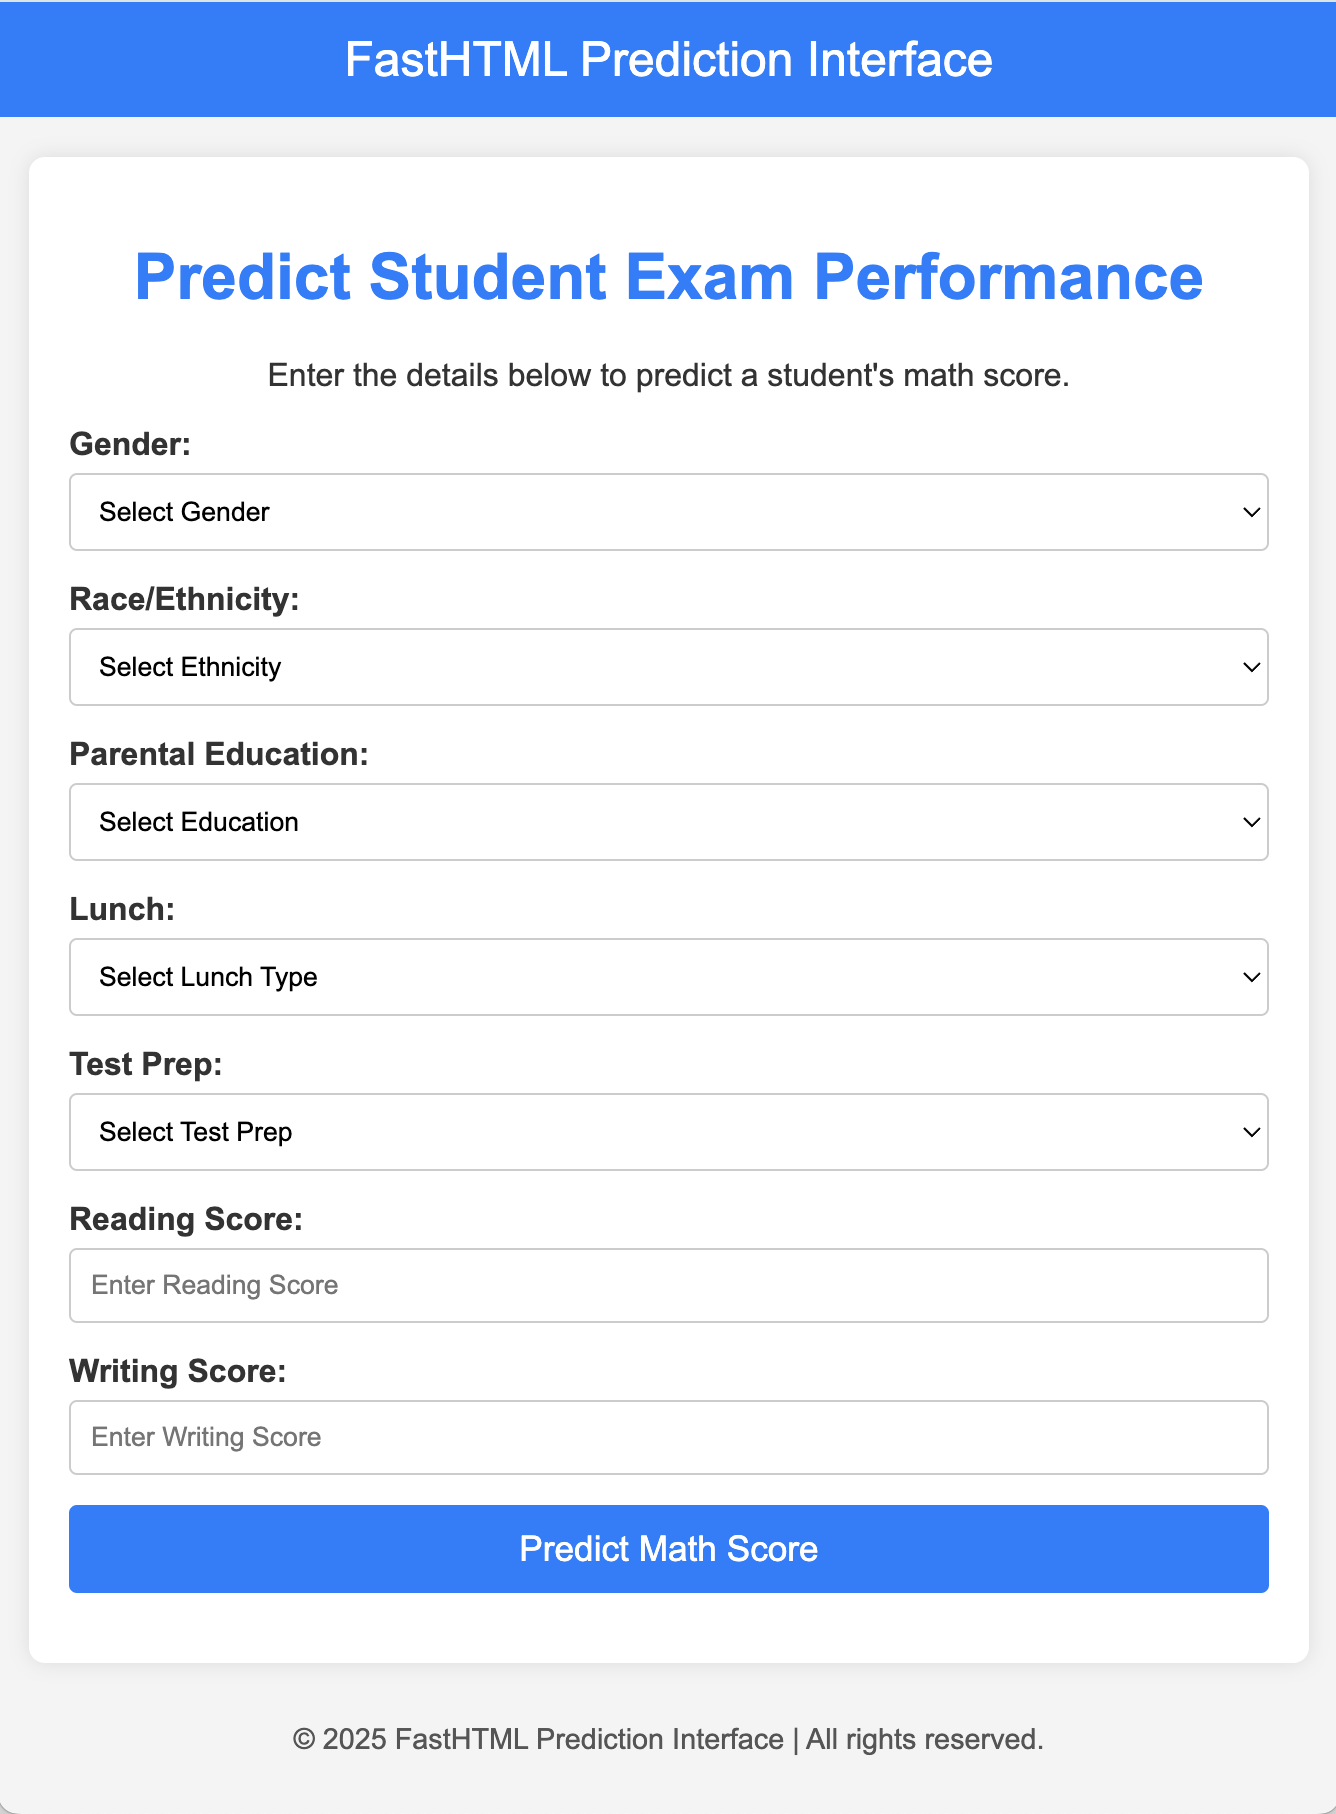 FastHTML Prediction Interface
Predict Student Exam Performance
Enter the details below to predict a student's math score.
Gender:
Select Gender
Race/Ethnicity:
Select Ethnicity
Parental Education:
Select Education
Lunch:
Select Lunch Type
Test Prep:
Select Test Prep
Reading Score:
Enter Reading Score
Writing Score:
Enter Writing Score
Predict Math Score
© 2025 FastHTML Prediction Interface | All rights reserved.